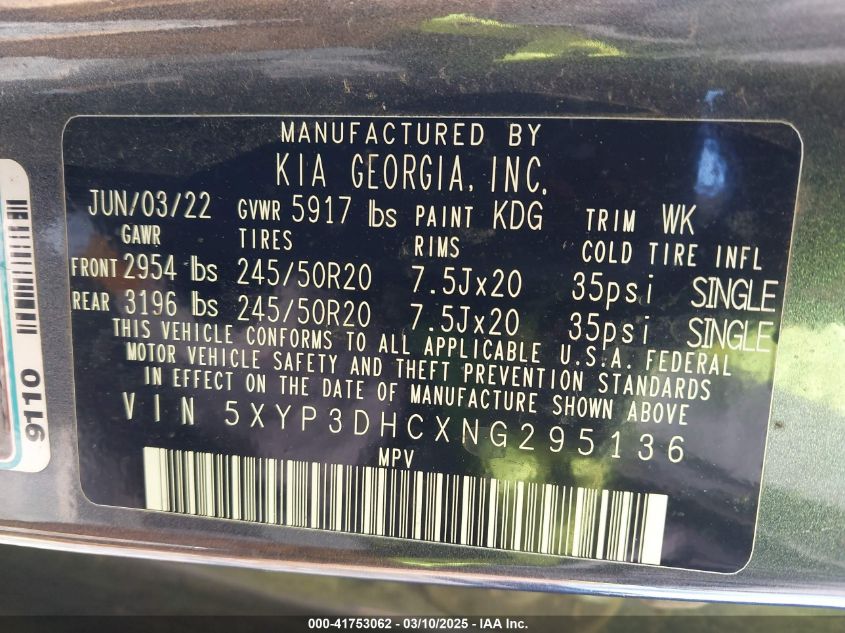 MANUFACTURED BY
KIA GEORGIA, INC.
JUN/03/22 GVWR 5917 lbs PAINT KDG TRIM WK
GAWR TIRES RIMS COLD TIRE INFL
FRONT 2954 lbs 245/50R20 7.5Jx20 35psi SINGLE
REAR 3196 lbs 245/50R20 7.5Jx20 35psi SINGLE
THIS VEHICLE CONFORMS TO ALL APPLICABLE U.S.A. FEDERAL
MOTOR VEHICLE SAFETY AND THEFT PREVENTION STANDARDS
IN EFFECT ON THE DATE OF MANUFACTURE SHOWN ABOVE
VIN 5XYP3DHCXNG295136
MPV
9110
000-41753062 — 03/10/2025 — IAA Inc.